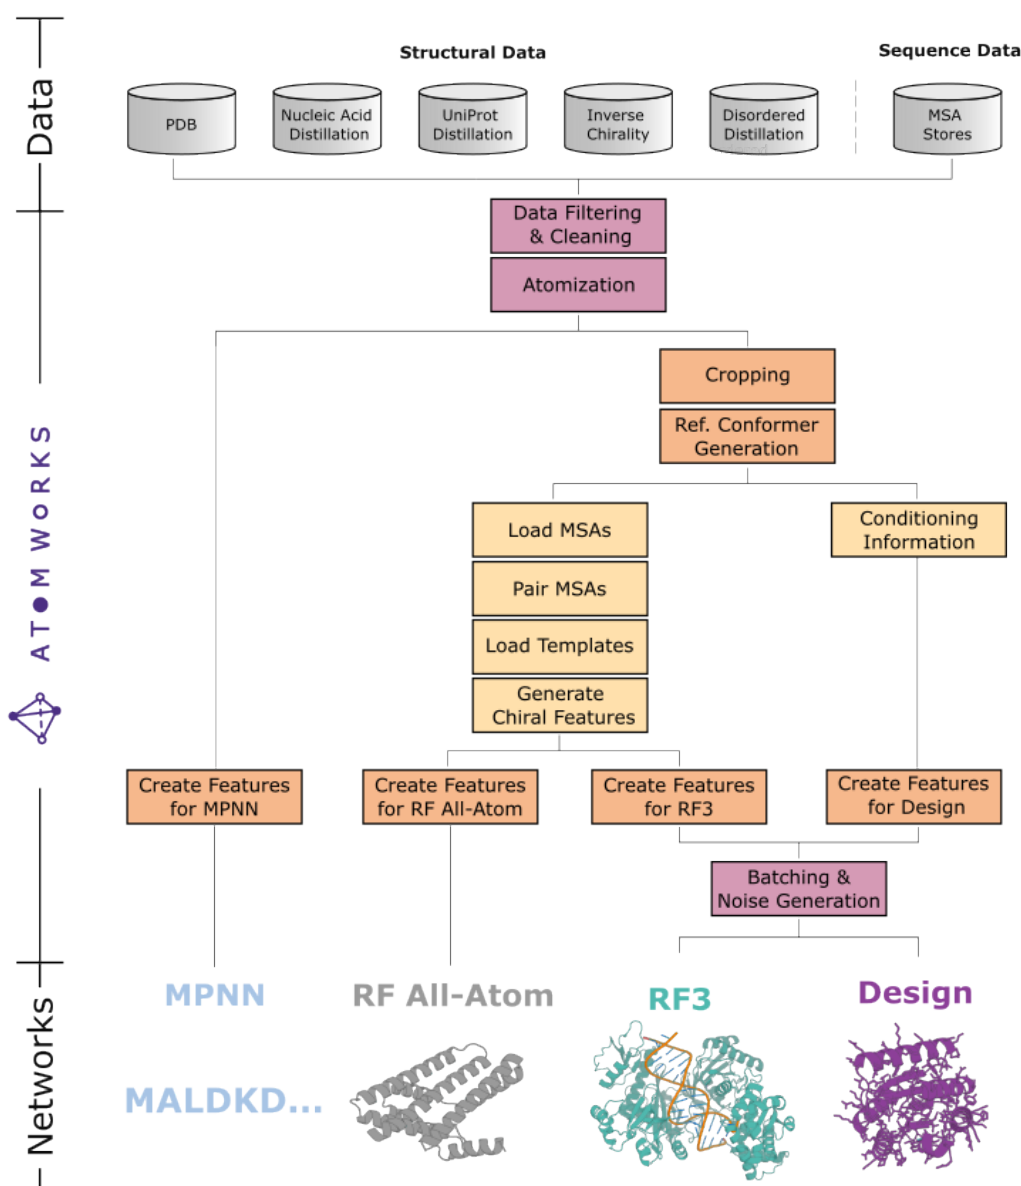 Structural Data
Sequence Data
Data
PDB
Nucleic Acid
Distillation
UniProt
Distillation
Inverse
Chirality
Disordered
Distillation
MSA
Stores
Data Filtering
& Cleaning
Atomization
Cropping
Ref. Conformer
Generation
ATOMWORKS
Load MSAs
Pair MSAs
Load Templates
Generate
Chiral Features
Conditioning
Information
Create Features
for MPNN
Create Features
for RF All-Atom
Create Features
for RF3
Create Features
for Design
Batching &
Noise Generation
Networks
MPNN
RF All-Atom
RF3
Design
MALDKD...